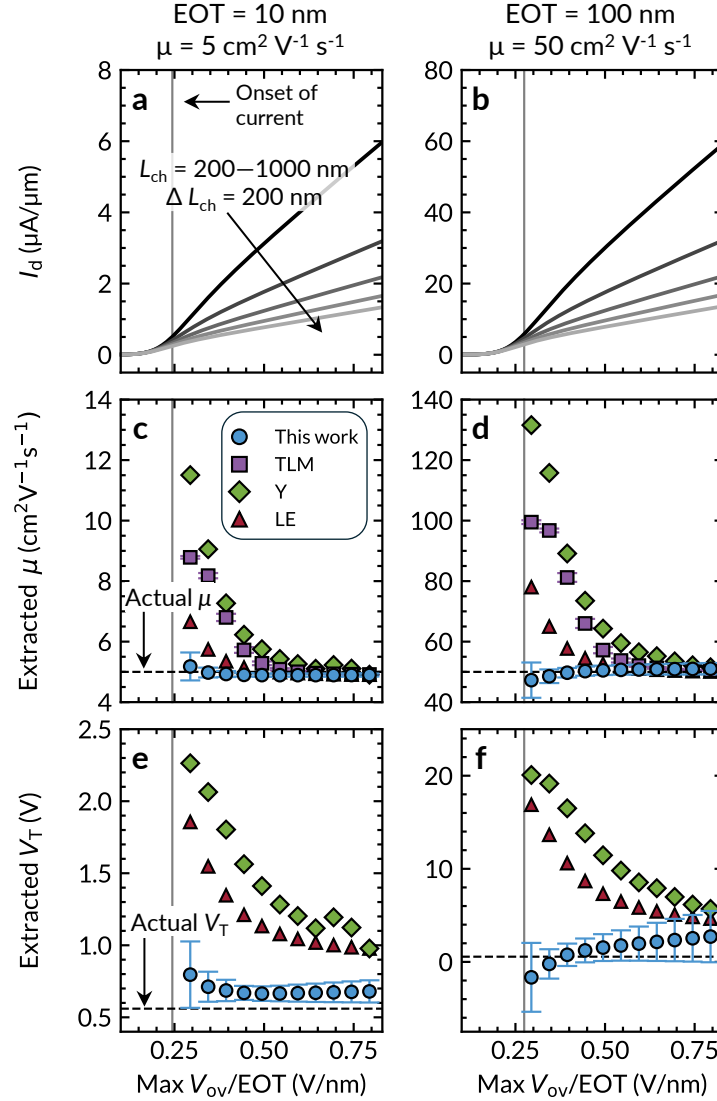 EOT = 10 nm
μ = 5 cm² V⁻¹ s⁻¹
EOT = 100 nm
μ = 50 cm² V⁻¹ s⁻¹
a
Onset of
current
L_ch = 200−1000 nm
Δ L_ch = 200 nm
8
6
4
2
0
I_d (μA/μm)
b
80
60
40
20
0
c
This work
TLM
Y
LE
Actual μ
14
12
10
8
6
4
Extracted μ (cm²V⁻¹s⁻¹)
d
140
120
100
80
60
40
e
Actual V_T
2.5
2.0
1.5
1.0
0.5
Extracted V_T (V)
0.25
0.50
0.75
Max V_ov/EOT (V/nm)
f
20
10
0
0.25
0.50
0.75
Max V_ov/EOT (V/nm)